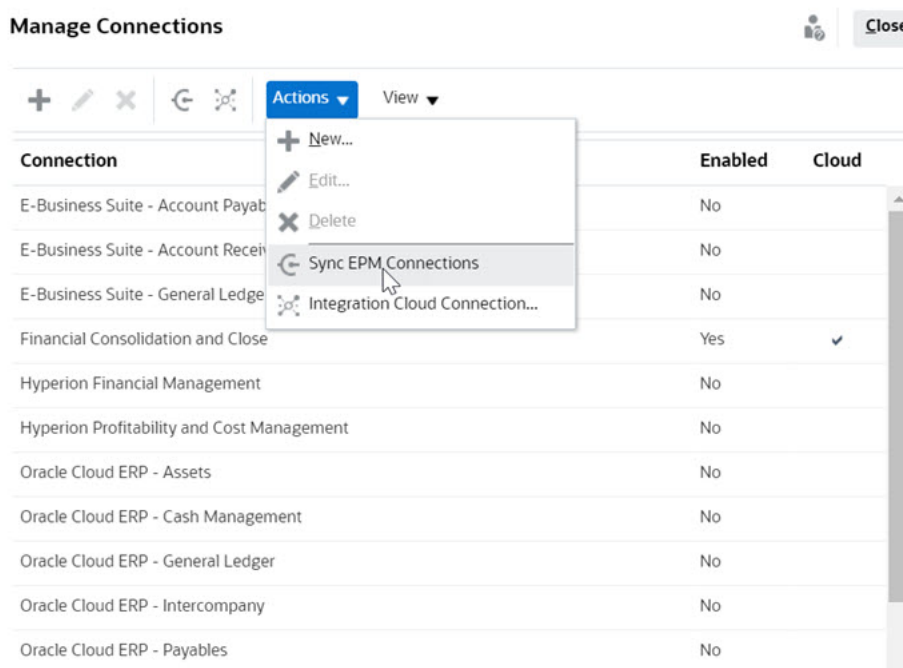 Manage Connections
Close
Actions View
New...
Connection Enabled Cloud
Edit...
E-Business Suite - Account Payab No
Delete
E-Business Suite - Account Receiv No
Sync EPM Connections
E-Business Suite - General Ledge No
Integration Cloud Connection...
Financial Consolidation and Close Yes
Hyperion Financial Management No
Hyperion Profitability and Cost Management No
Oracle Cloud ERP - Assets No
Oracle Cloud ERP - Cash Management No
Oracle Cloud ERP - General Ledger No
Oracle Cloud ERP - Intercompany No
Oracle Cloud ERP - Payables No